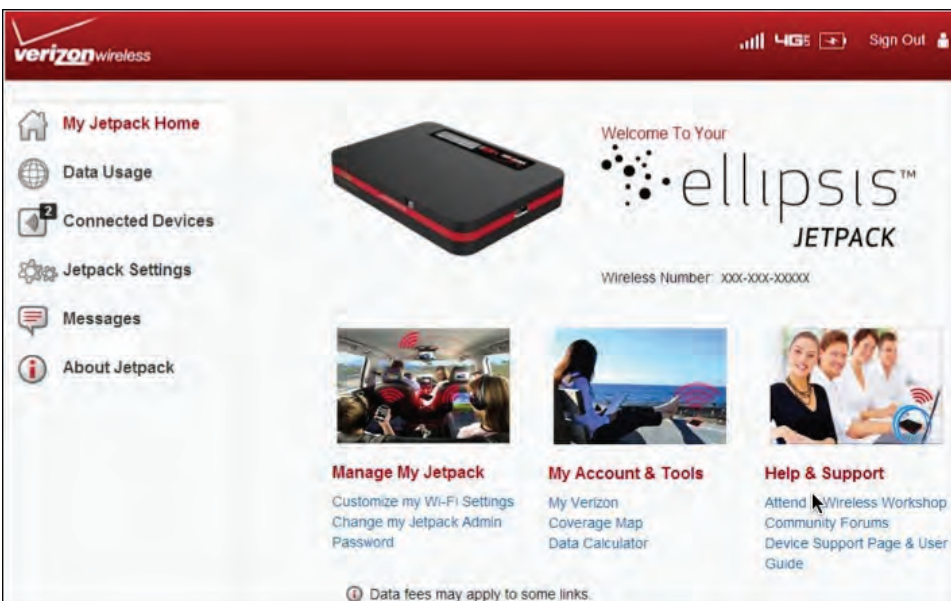 verizonwireless
4G
Sign Out
My Jetpack Home
Data Usage
2
Connected Devices
Jetpack Settings
Messages
About Jetpack
Welcome To Your
ellipsis™
JETPACK
Wireless Number: xxx-xxx-xxxxx
Manage My Jetpack
Customize my Wi-Fi Settings
Change my Jetpack Admin
Password
My Account & Tools
My Verizon
Coverage Map
Data Calculator
Help & Support
Attend Wireless Workshop
Community Forums
Device Support Page & User
Guide
Data fees may apply to some links.